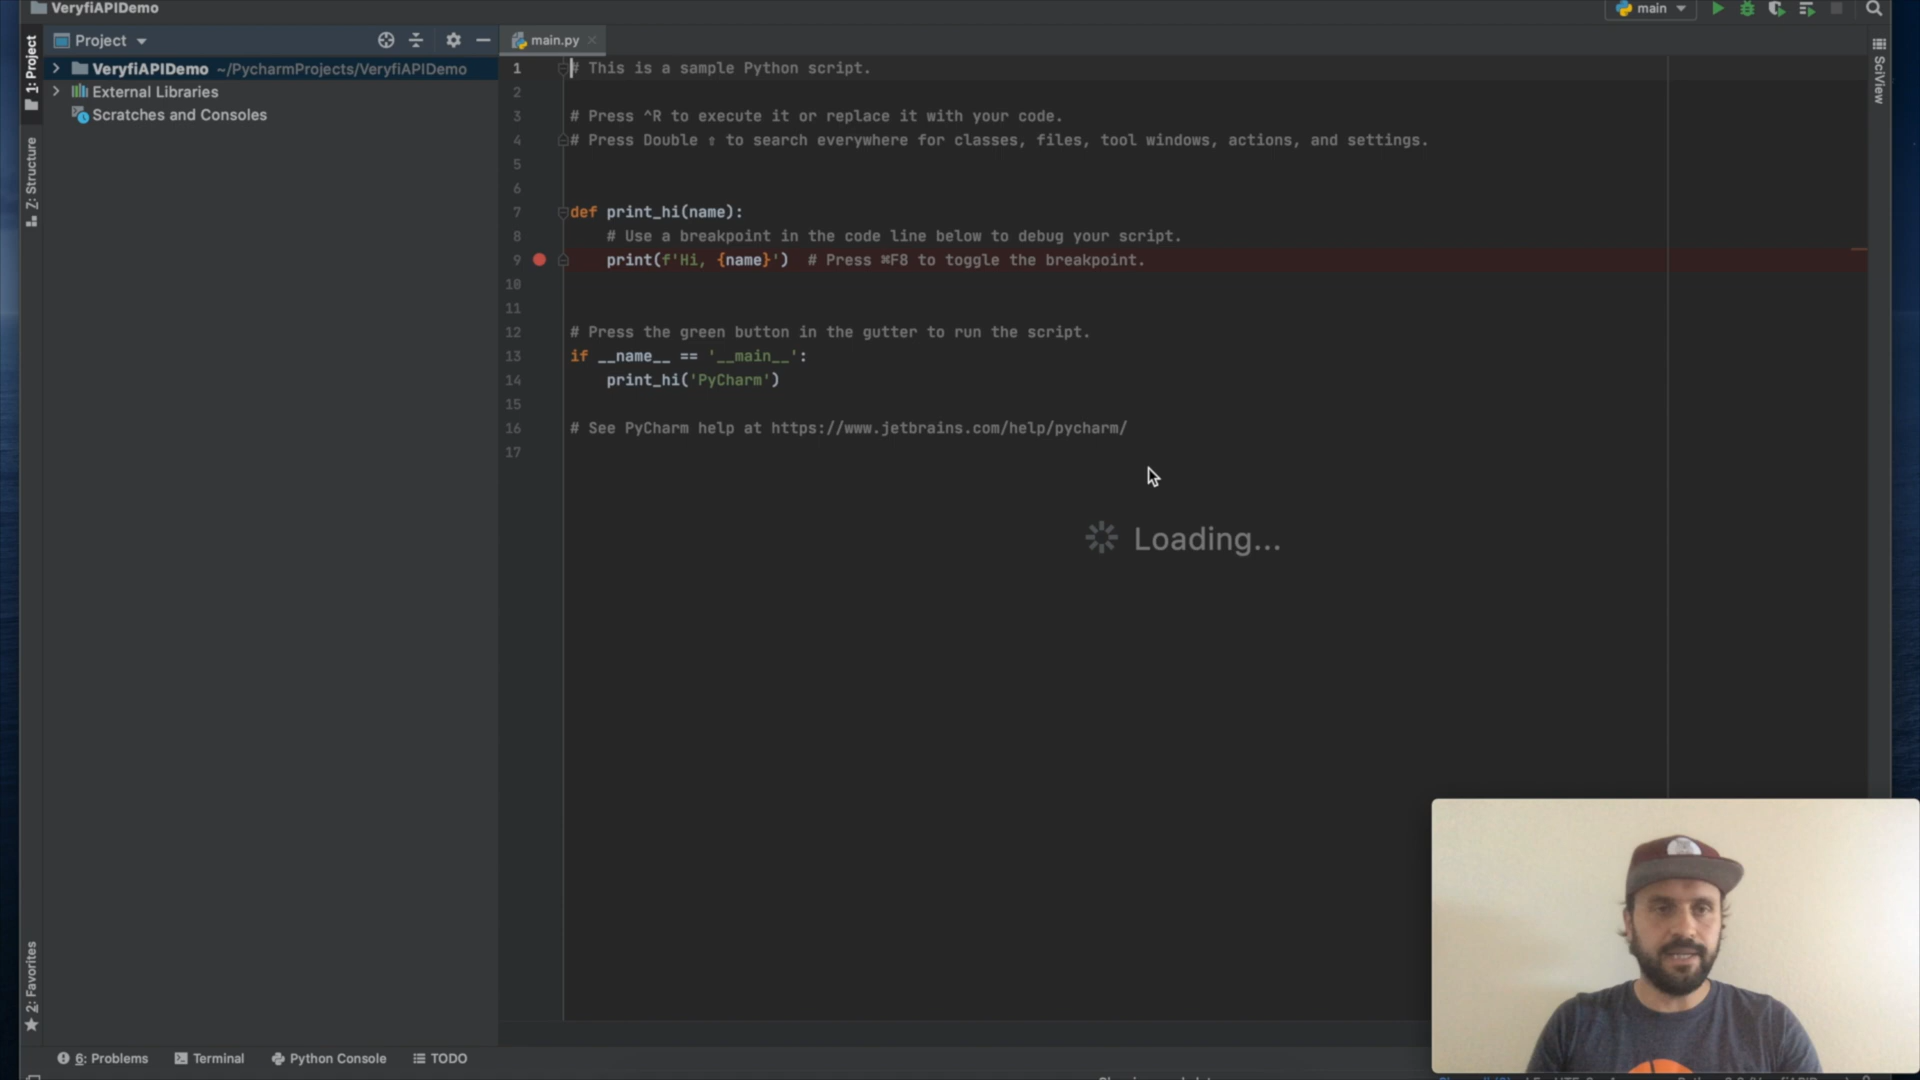 VeryfiAPIDemo
main
Project
main.py
1: Project
VeryfiAPIDemo ~/PycharmProjects/VeryfiAPIDemo
External Libraries
Scratches and Consoles
Z: Structure
2: Favorites
SciView
1 # This is a sample Python script.
2
3 # Press ^R to execute it or replace it with your code.
4 # Press Double ⇧ to search everywhere for classes, files, tool windows, actions, and settings.
5
6
7 def print_hi(name):
8 # Use a breakpoint in the code line below to debug your script.
9 print(f'Hi, {name}') # Press ⌘F8 to toggle the breakpoint.
10
11
12 # Press the green button in the gutter to run the script.
13 if __name__ == '__main__':
14 print_hi('PyCharm')
15
16 # See PyCharm help at https://www.jetbrains.com/help/pycharm/
17
Loading...
6: Problems
Terminal
Python Console
TODO